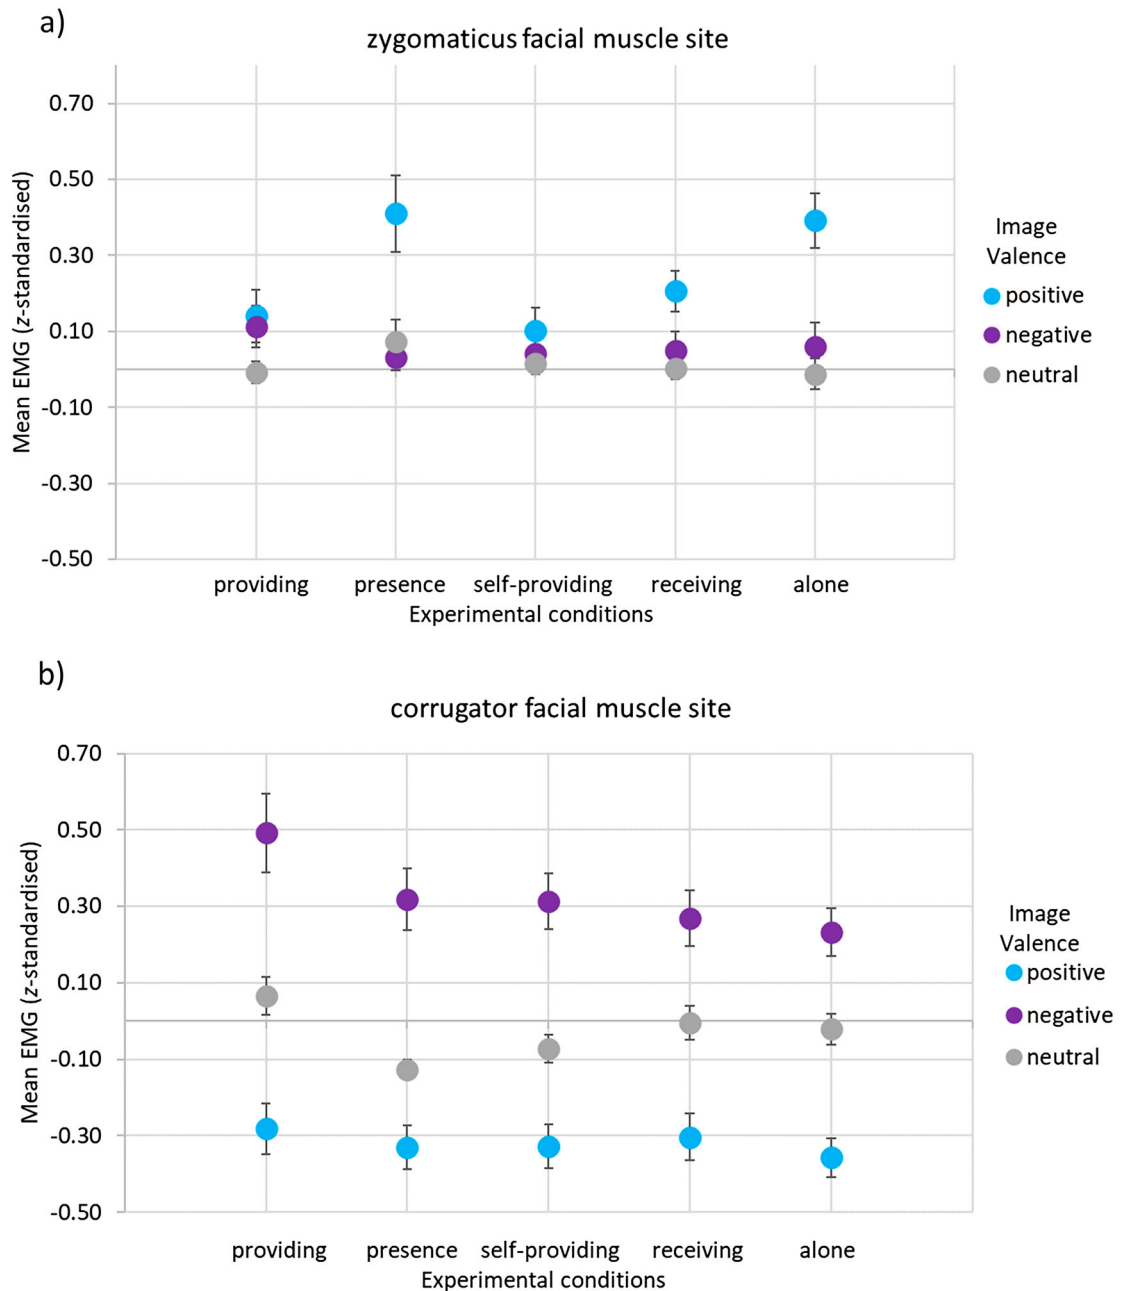 a)
zygomaticus facial muscle site
0.70
0.50
0.30
0.10
-0.10
-0.30
-0.50
Mean EMG (z-standardised)
providing presence self-providing receiving alone
Experimental conditions
Image
Valence
positive
negative
neutral
b)
corrugator facial muscle site
0.70
0.50
0.30
0.10
-0.10
-0.30
-0.50
Mean EMG (z-standardised)
providing presence self-providing receiving alone
Experimental conditions
Image
Valence
positive
negative
neutral